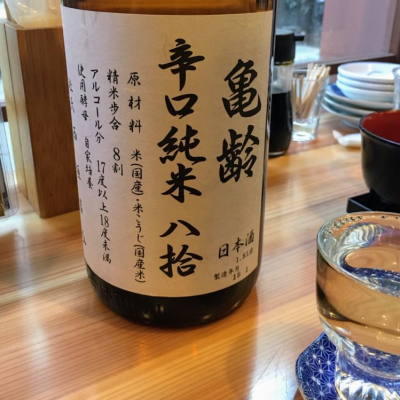 亀齢
辛口純米 八拾
日本酒
原材料 米(国産)・米こうじ(国産米)
精米歩合 8割
アルコール分 17度以上18度未満
使用酵母 自家培養